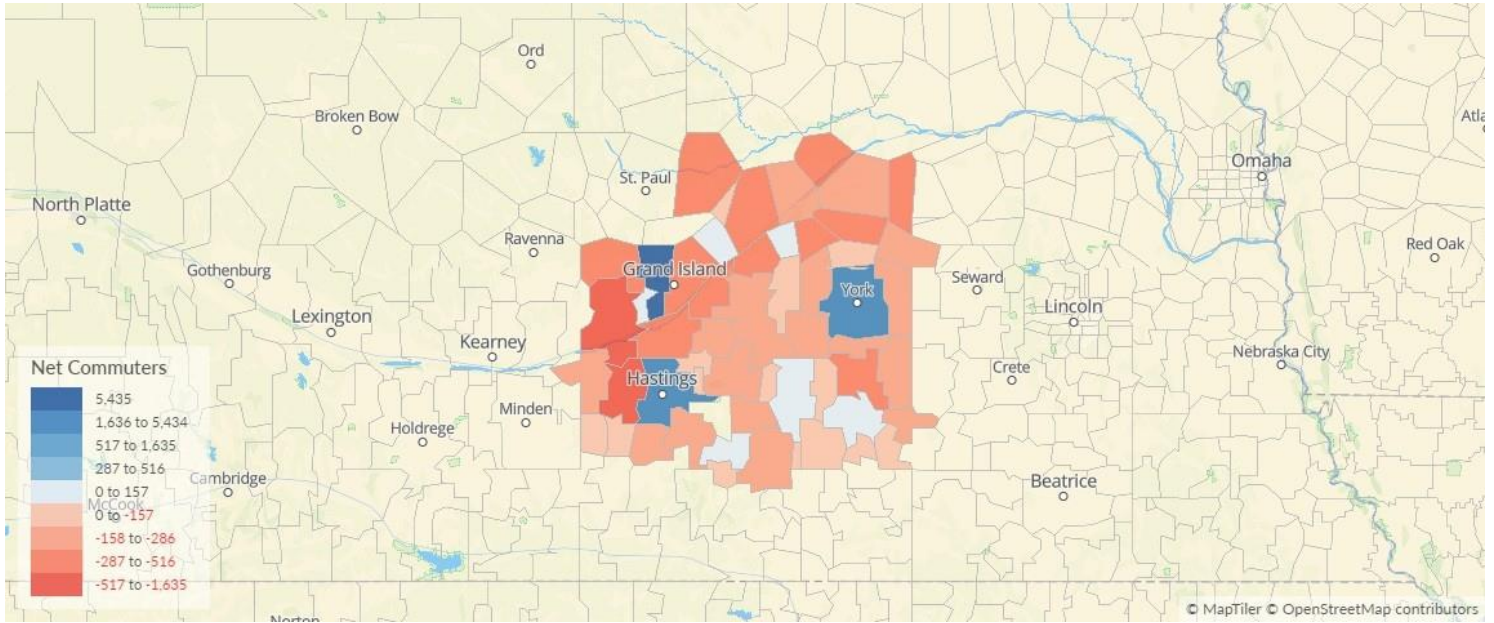 Ord
Broken Bow
Atla
Omaha
St. Paul
North Platte
Ravenna
Red Oak
Gothenburg
Grand Island
Seward
York
Lincoln
Lexington
Kearney
Nebraska City
Net Commuters
Crete
Hastings
5,435
Minden
1,636 to 5,434
Holdrege
517 to 1,635
287 to 516
Cambridge
Beatrice
0 to 157
McCook
0 to -157
-158 to -286
-287 to -516
-517 to -1,635
© MapTiler © OpenStreetMap contributors
Norton